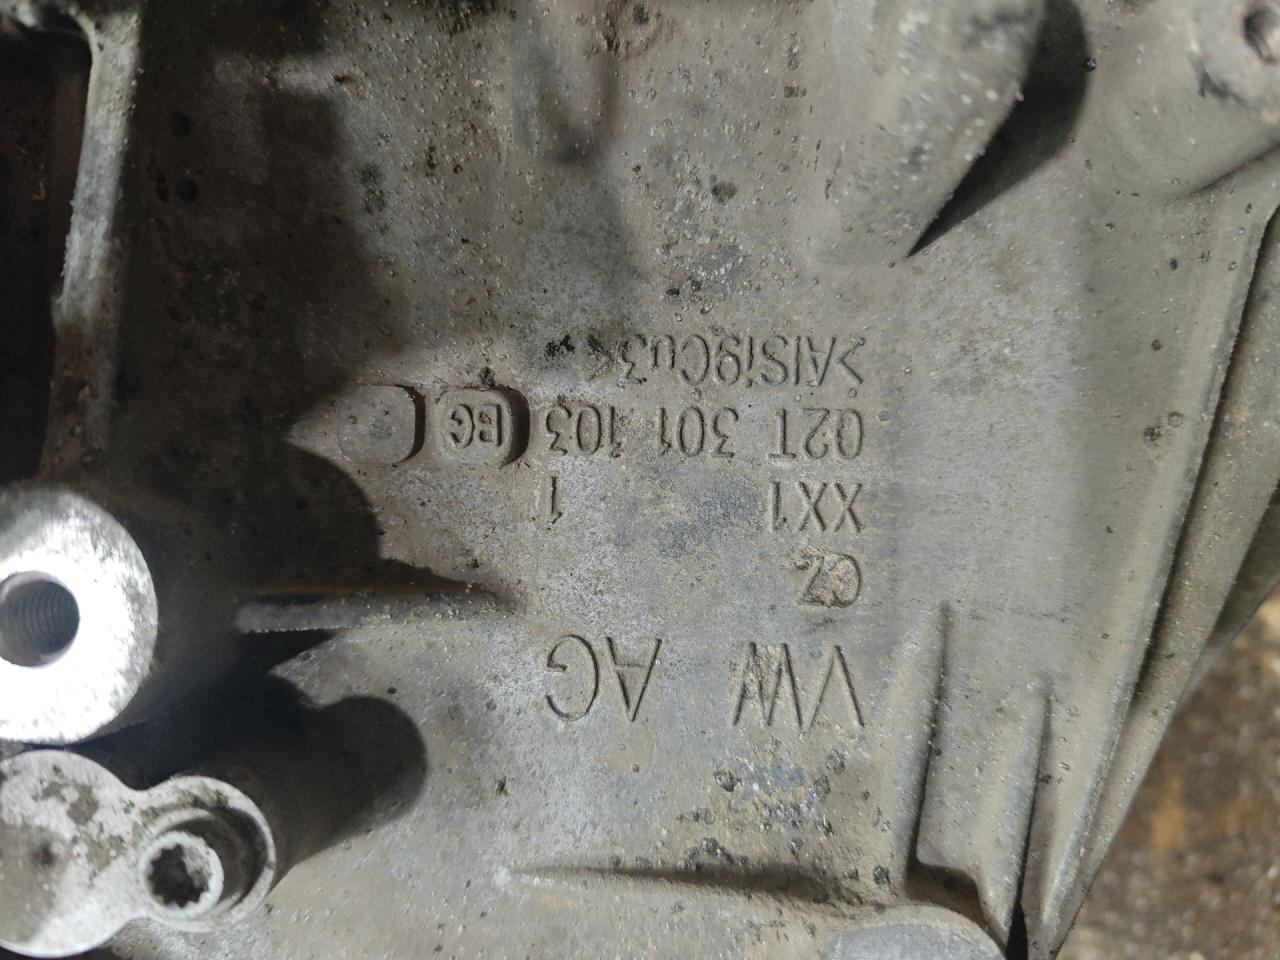 VW AG
CZ
XX1 1
02T 301 103 BG
>AlSi9Cu3<